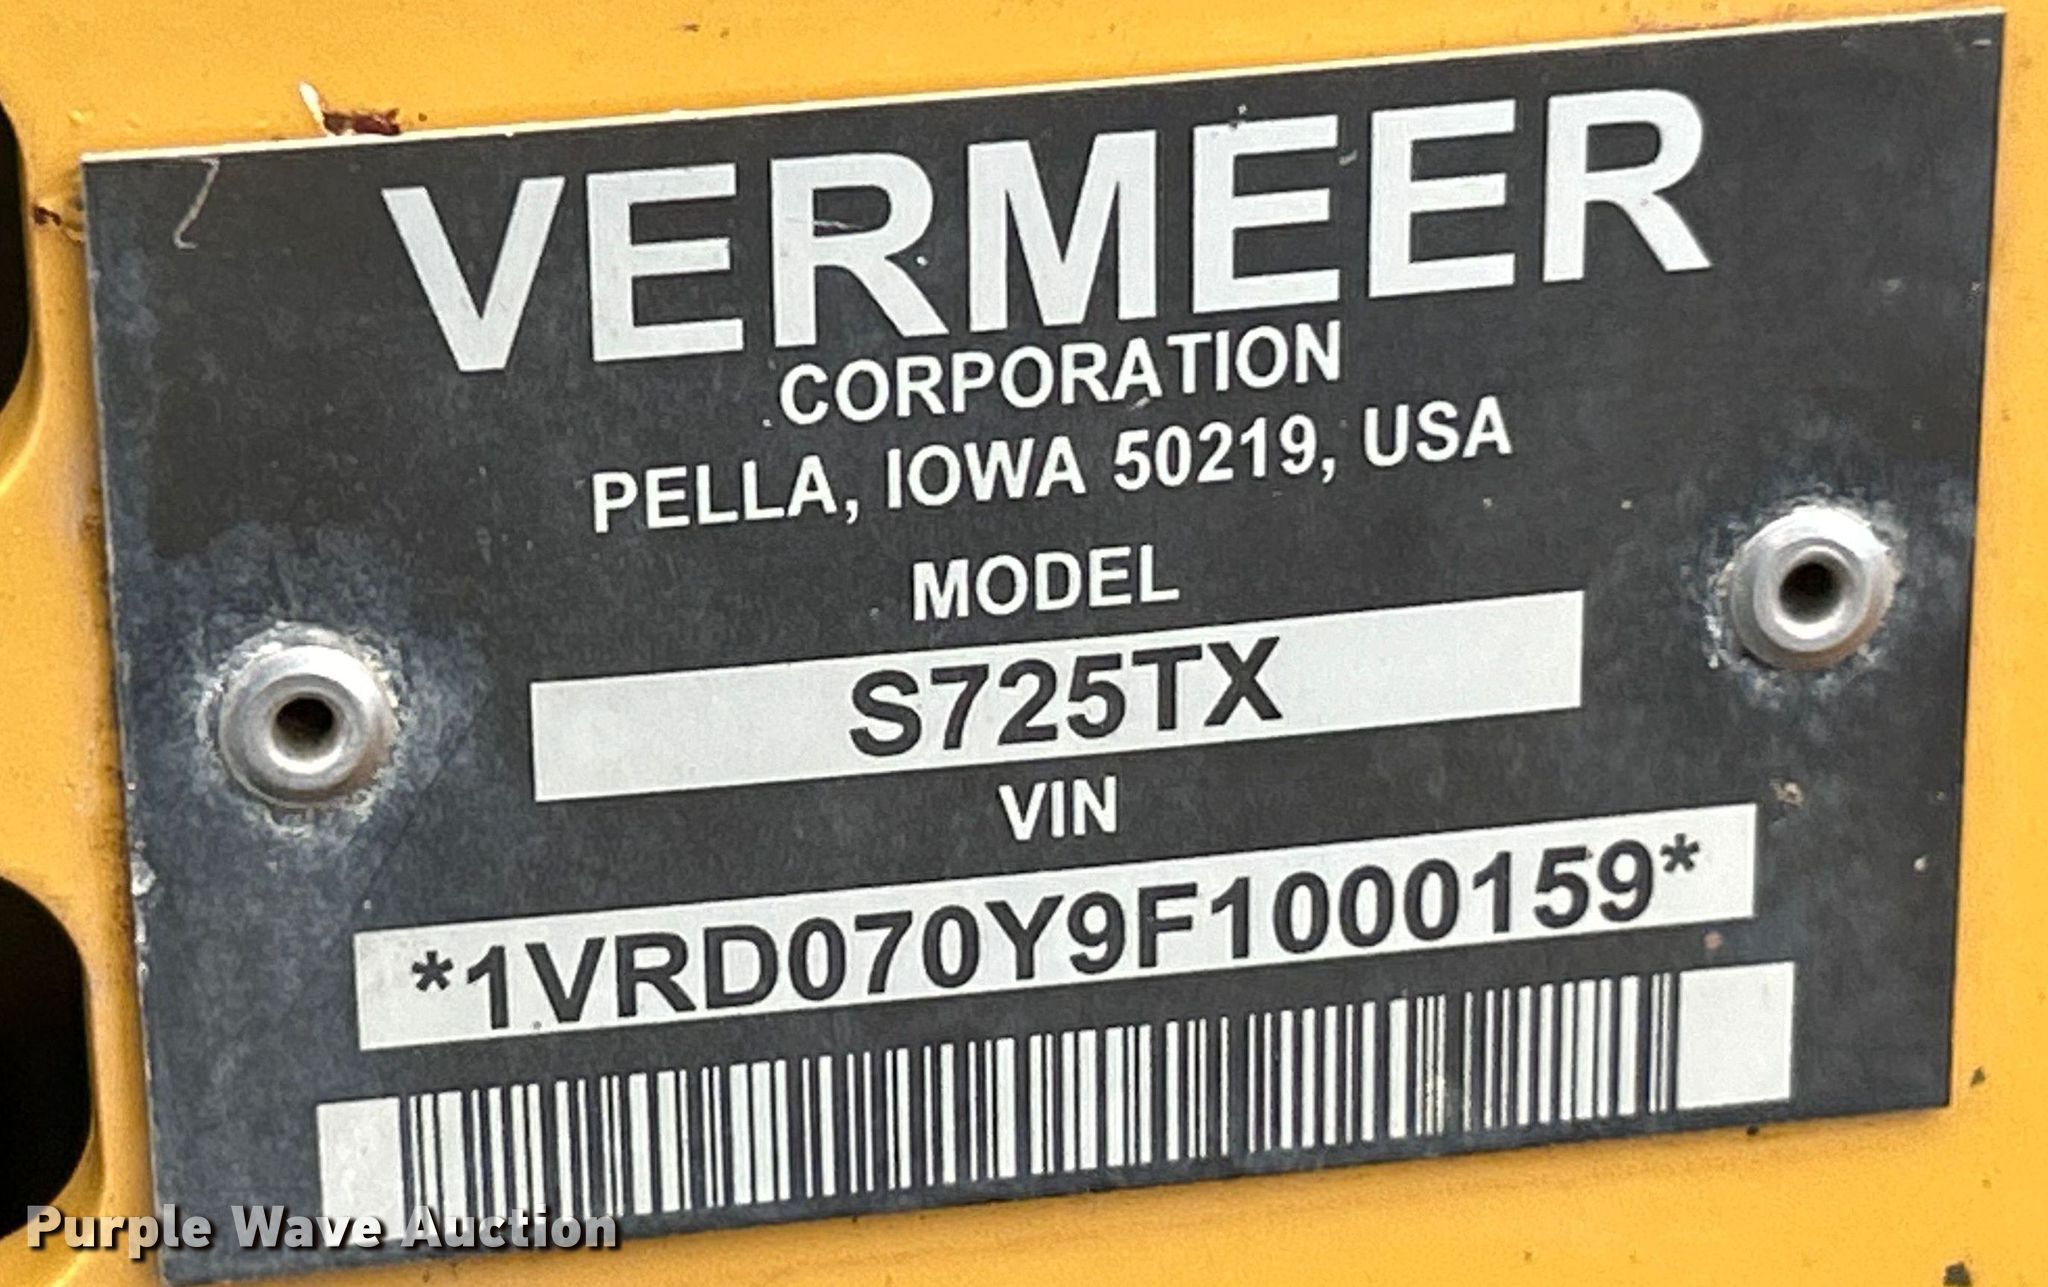 VERMEER
CORPORATION
PELLA, IOWA 50219, USA
MODEL
S725TX
VIN
*1VRD070Y9F1000159*
Purple Wave Auction